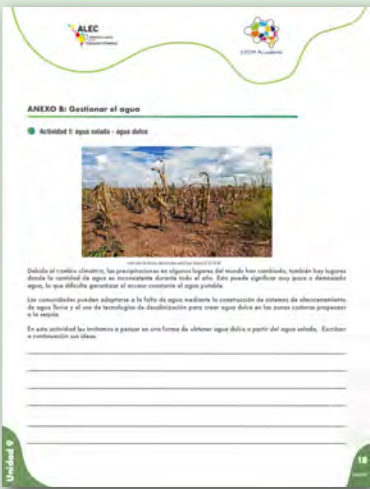 ALEC
STEM Academia
ANEXO B: Gestionar el agua
Actividad 1: agua salada - agua dulce
Debido al cambio climático, las precipitaciones en algunos lugares del mundo han cambiado, también hay lugares
donde la cantidad de agua es inconsistente durante todo el año. Esto puede significar muy poca o demasiada
agua, lo que dificulta garantizar el acceso constante al agua potable.
Las comunidades pueden adaptarse a la falta de agua mediante la construcción de sistemas de almacenamiento
de agua lluvia y el uso de tecnologías de desalinización para crear agua dulce en las zonas costeras propensas
a la sequía.
En esta actividad les invitamos a pensar en una forma de obtener agua dulce a partir del agua salada. Escriban
a continuación sus ideas:
Unidad 9
18